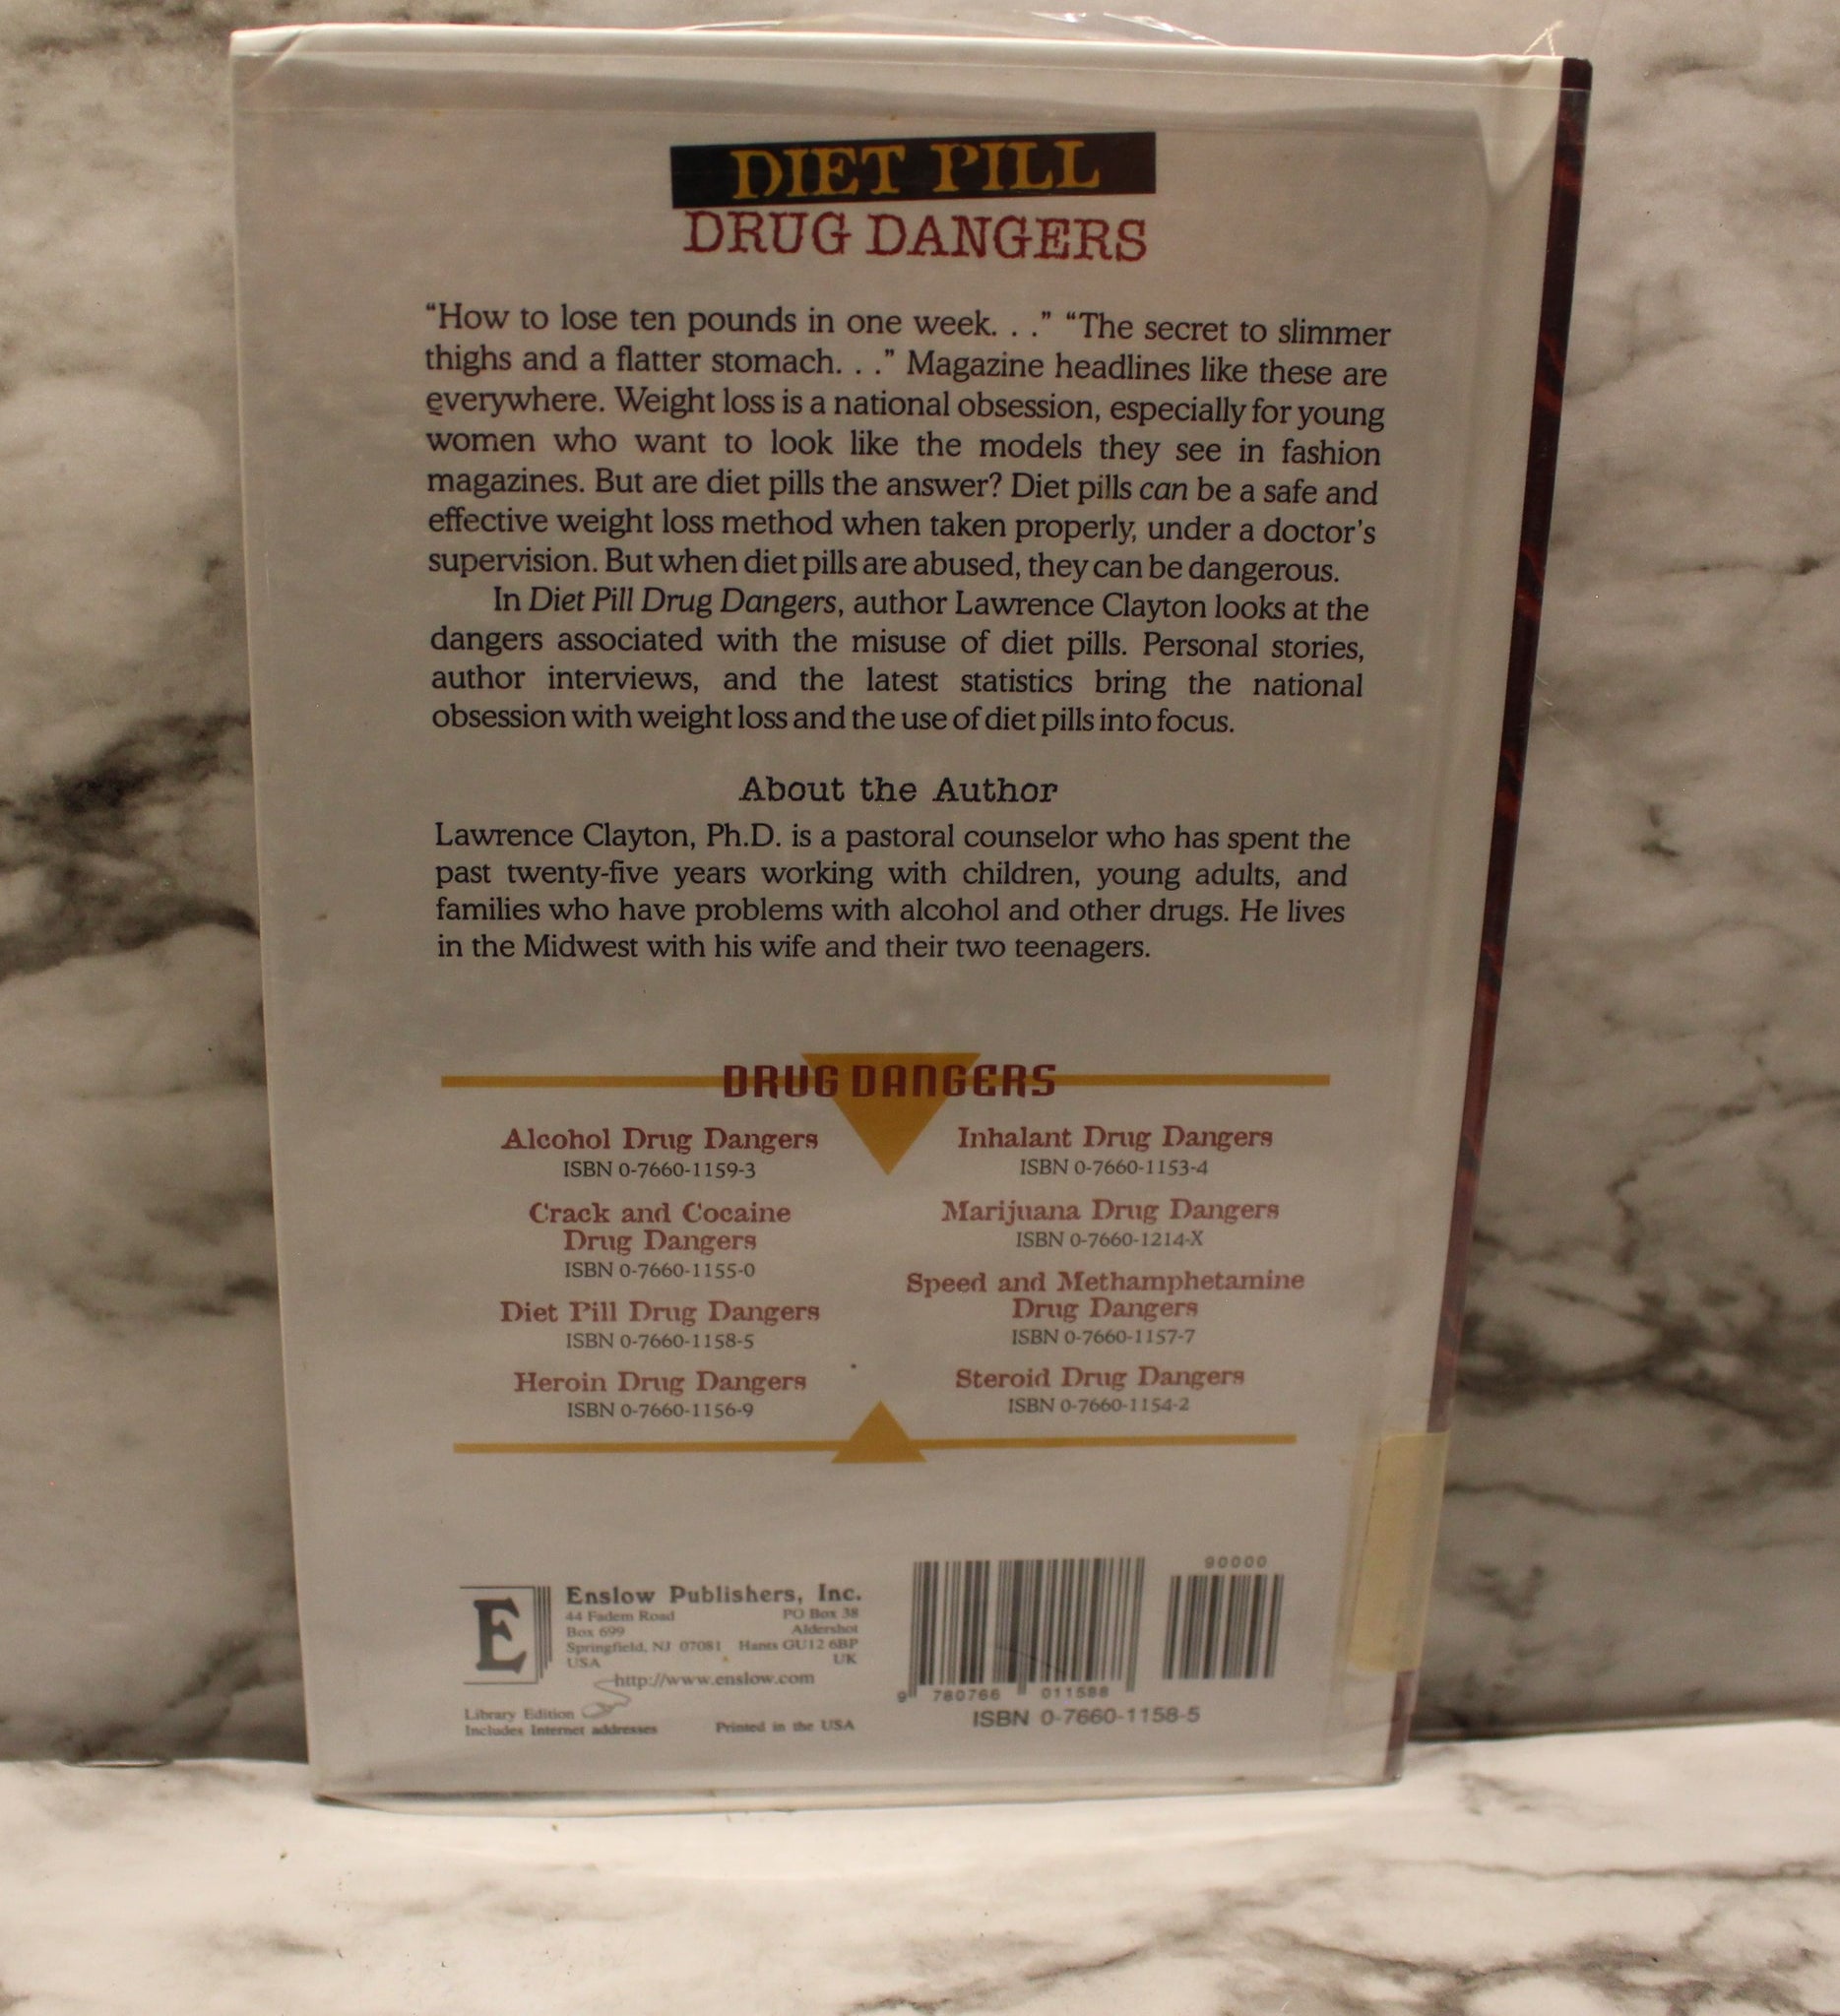 DIET PILL
DRUG DANGERS
“How to lose ten pounds in one week. . .” “The secret to slimmer
thighs and a flatter stomach. . .” Magazine headlines like these are
everywhere. Weight loss is a national obsession, especially for young
women who want to look like the models they see in fashion
magazines. But are diet pills the answer? Diet pills can be a safe and
effective weight loss method when taken properly, under a doctor's
supervision. But when diet pills are abused, they can be dangerous.
In Diet Pill Drug Dangers, author Lawrence Clayton looks at the
dangers associated with the misuse of diet pills. Personal stories,
author interviews, and the latest statistics bring the national
obsession with weight loss and the use of diet pills into focus.
About the Author
Lawrence Clayton, Ph.D. is a pastoral counselor who has spent the
past twenty-five years working with children, young adults, and
families who have problems with alcohol and other drugs. He lives
in the Midwest with his wife and their two teenagers.
DRUG DANGERS
Alcohol Drug Dangers
ISBN 0-7660-1159-3
Crack and Cocaine
Drug Dangers
ISBN 0-7660-1155-0
Diet Pill Drug Dangers
ISBN 0-7660-1158-5
Heroin Drug Dangers
ISBN 0-7660-1156-9
Inhalant Drug Dangers
ISBN 0-7660-1153-4
Marijuana Drug Dangers
ISBN 0-7660-1214-X
Speed and Methamphetamine
Drug Dangers
ISBN 0-7660-1157-7
Steroid Drug Dangers
ISBN 0-7660-1154-2
E
Enslow Publishers, Inc.
44 Fadem Road
Box 699
Springfield, NJ 07081
USA
PO Box 38
Aldershot
Hants GU12 6BP
UK
http://www.enslow.com
Library Edition
Includes Internet addresses
Printed in the USA
90000
9 780766 011588
ISBN 0-7660-1158-5